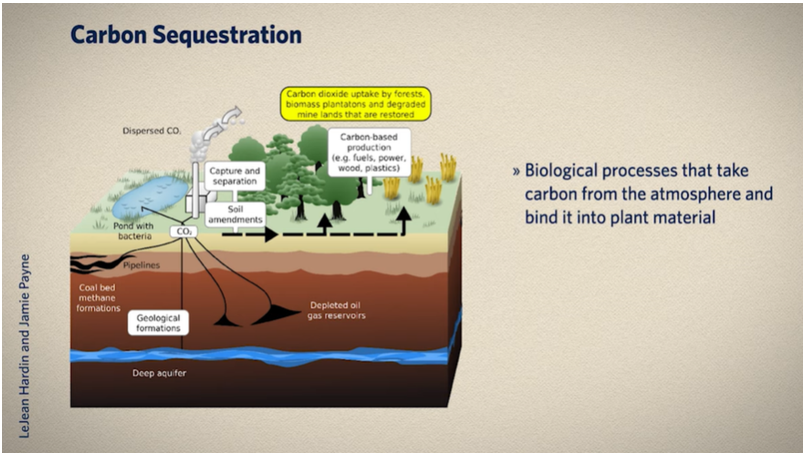 Carbon Sequestration
Carbon dioxide uptake by forests,
biomass plantatons and degraded
mine lands that are restored
Dispersed CO.
Carbon-based
production
(e.g. fuels, power,
wood, plastics)
Capture and
separation
Soil
amendments
Pond with
bacteria
CO₂
Pipelines
Coal bed
methane
formations
Geological
formations
Depleted oil
gas reservoirs
Deep aquifer
» Biological processes that take
carbon from the atmosphere and
bind it into plant material
LeJean Hardin and Jamie Payne